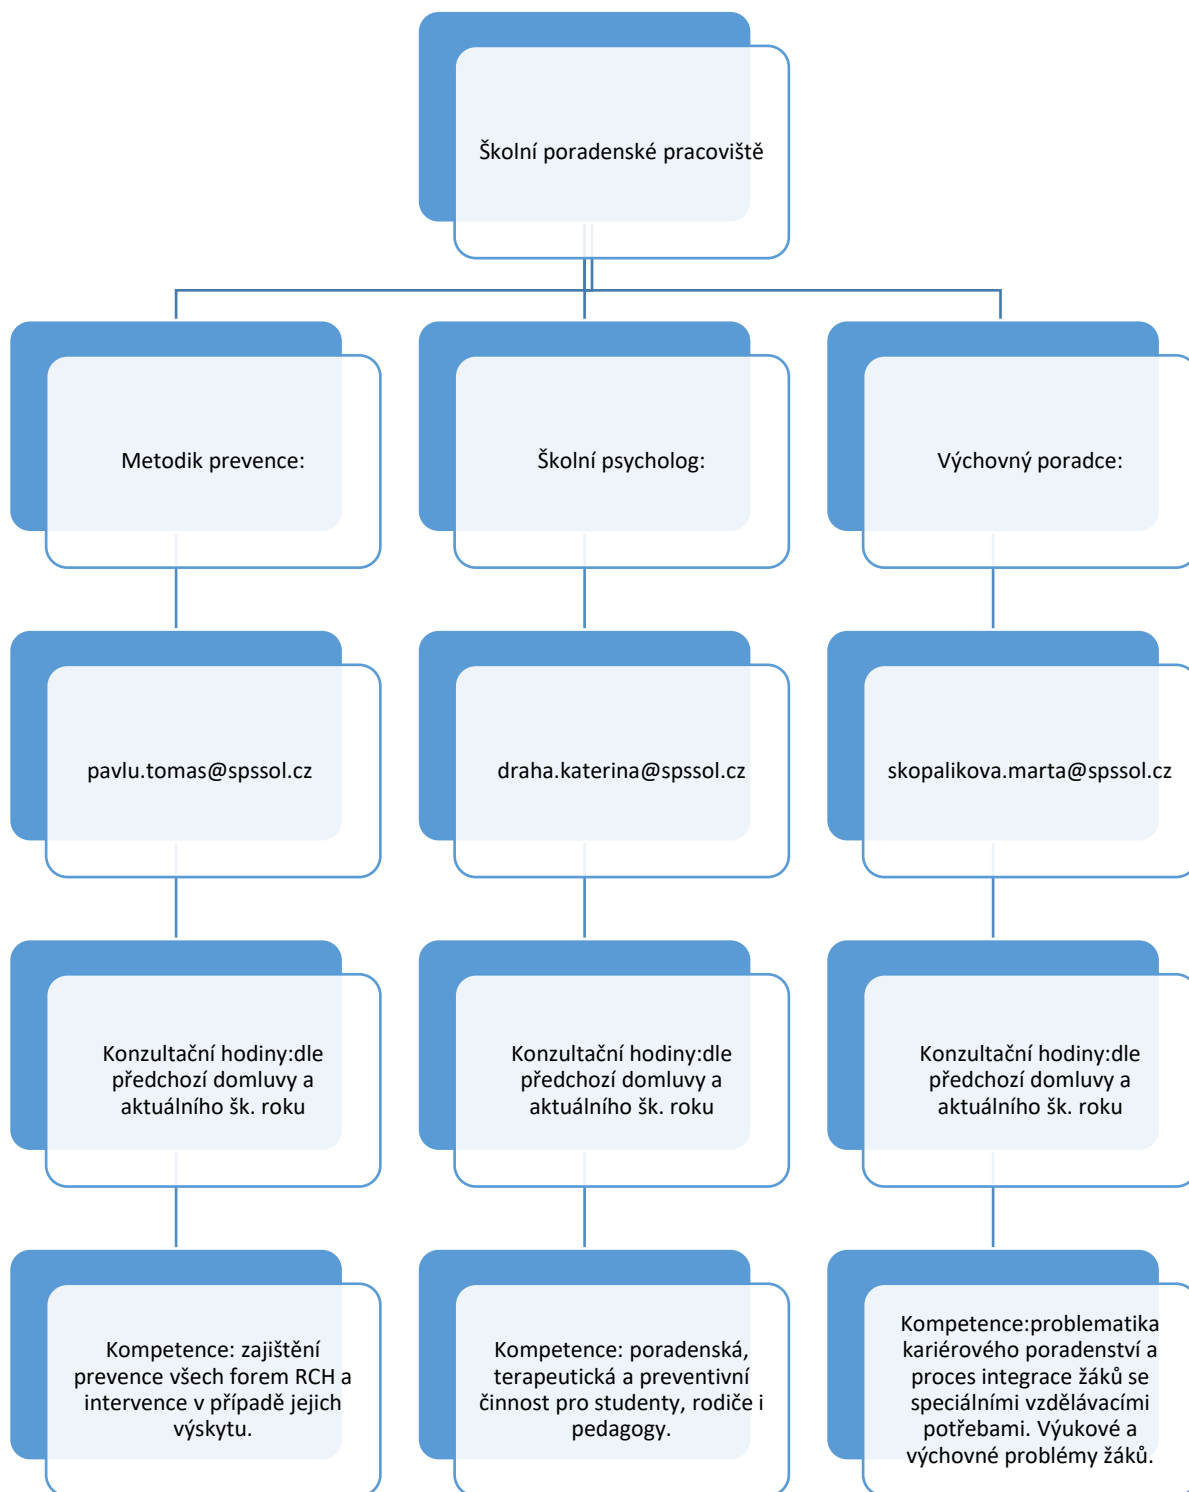 Školní poradenské pracoviště
Metodik prevence:
Školní psycholog:
Výchovný poradce:
pavlu.tomas@spssol.cz
draha.katerina@spssol.cz
skopalikova.marta@spssol.cz
Konzultační hodiny:dle
předchozí domluvy a
aktuálního šk. roku
Konzultační hodiny:dle
předchozí domluvy a
aktuálního šk. roku
Konzultační hodiny:dle
předchozí domluvy a
aktuálního šk. roku
Kompetence: zajištění
prevence všech forem RCH a
intervence v případě jejich
výskytu.
Kompetence: poradenská,
terapeutická a preventivní
činnost pro studenty, rodiče i
pedagogy.
Kompetence:problematika
kariérového poradenství a
proces integrace žáků se
speciálními vzdělávacími
potřebami. Výukové a
výchovné problémy žáků.